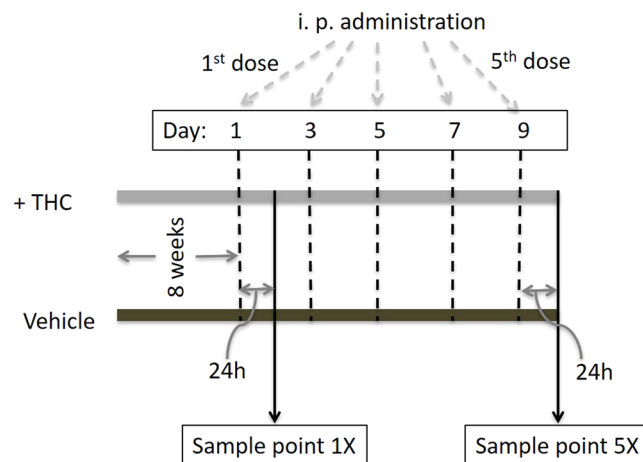 i. p. administration
1st dose
5th dose
Day: 1 3 5 7 9
+ THC
8 weeks
Vehicle
24h
24h
Sample point 1X
Sample point 5X